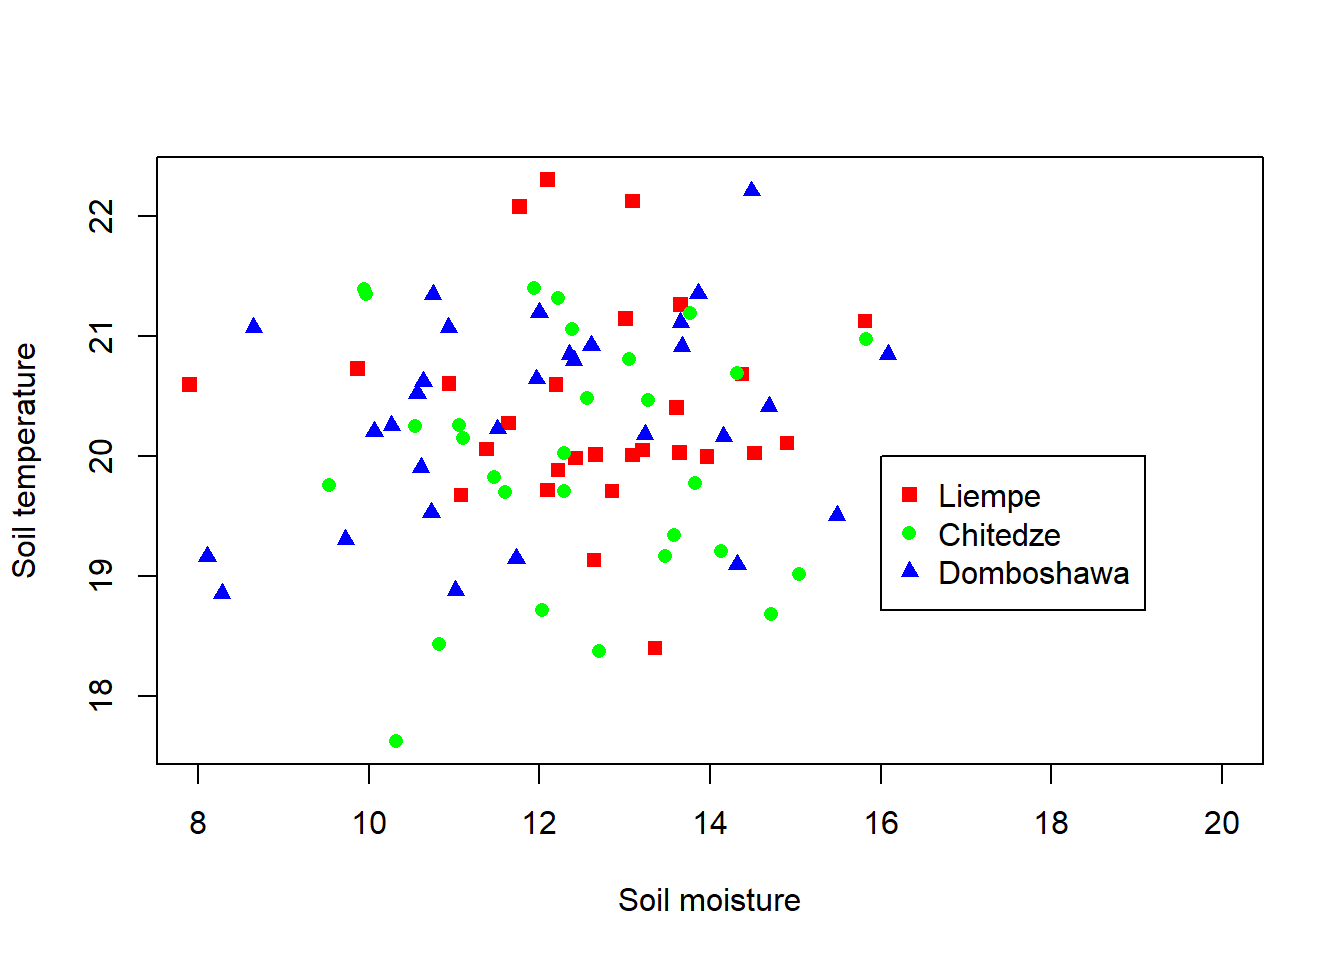 22
21
20
19
18
Soil temperature
Liempe
Chitedze
Domboshawa
8 10 12 14 16 18 20
Soil moisture